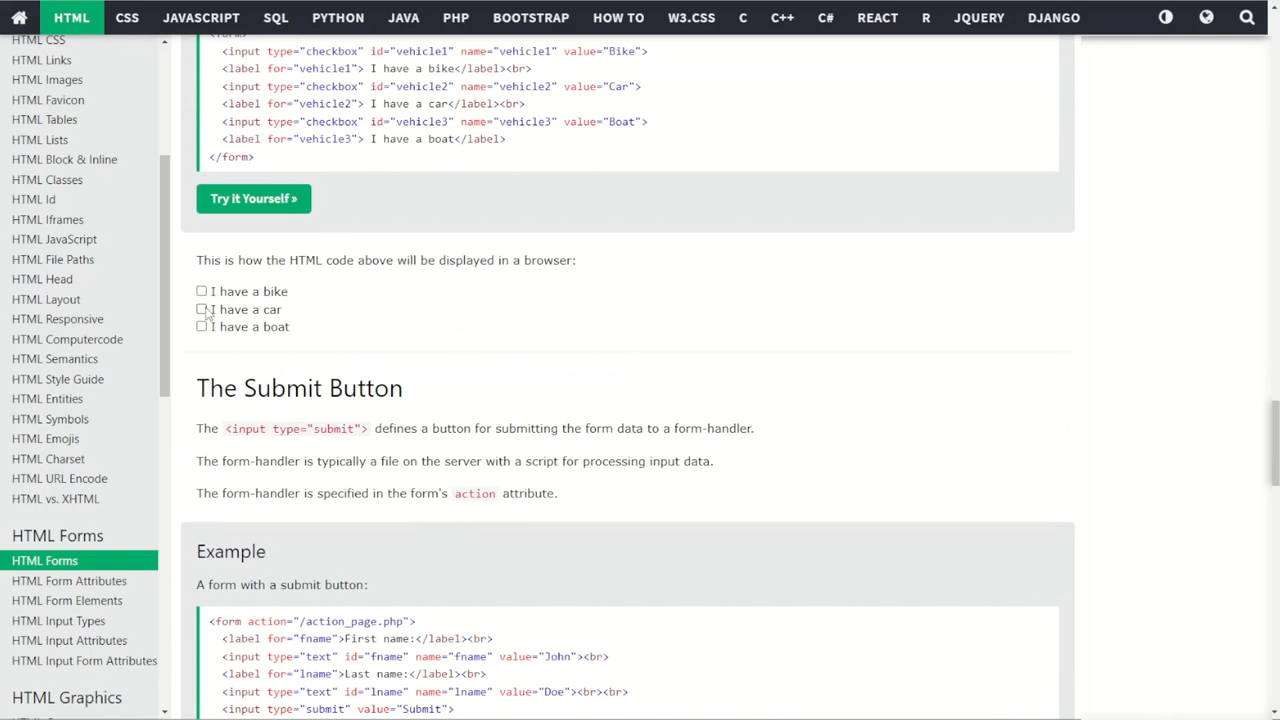 HTML CSS JAVASCRIPT SQL PYTHON JAVA PHP BOOTSTRAP HOW TO W3.CSS C C++ C# REACT R JQUERY DJANGO
HTML CSS
HTML Links
HTML Images
HTML Favicon
HTML Tables
HTML Lists
HTML Block & Inline
HTML Classes
HTML Id
HTML Iframes
HTML JavaScript
HTML File Paths
HTML Head
HTML Layout
HTML Responsive
HTML Computercode
HTML Semantics
HTML Style Guide
HTML Entities
HTML Symbols
HTML Emojis
HTML Charset
HTML URL Encode
HTML vs. XHTML
HTML Forms
HTML Forms
HTML Form Attributes
HTML Form Elements
HTML Input Types
HTML Input Attributes
HTML Input Form Attributes
HTML Graphics
<form>
<input type="checkbox" id="vehicle1" name="vehicle1" value="Bike">
<label for="vehicle1"> I have a bike</label><br>
<input type="checkbox" id="vehicle2" name="vehicle2" value="Car">
<label for="vehicle2"> I have a car</label><br>
<input type="checkbox" id="vehicle3" name="vehicle3" value="Boat">
<label for="vehicle3"> I have a boat</label>
</form>
Try it Yourself »
This is how the HTML code above will be displayed in a browser:
I have a bike
I have a car
I have a boat
The Submit Button
The <input type="submit"> defines a button for submitting the form data to a form-handler.
The form-handler is typically a file on the server with a script for processing input data.
The form-handler is specified in the form's action attribute.
Example
A form with a submit button:
<form action="/action_page.php">
<label for="fname">First name:</label><br>
<input type="text" id="fname" name="fname" value="John"><br>
<label for="lname">Last name:</label><br>
<input type="text" id="lname" name="lname" value="Doe"><br><br>
<input type="submit" value="Submit">